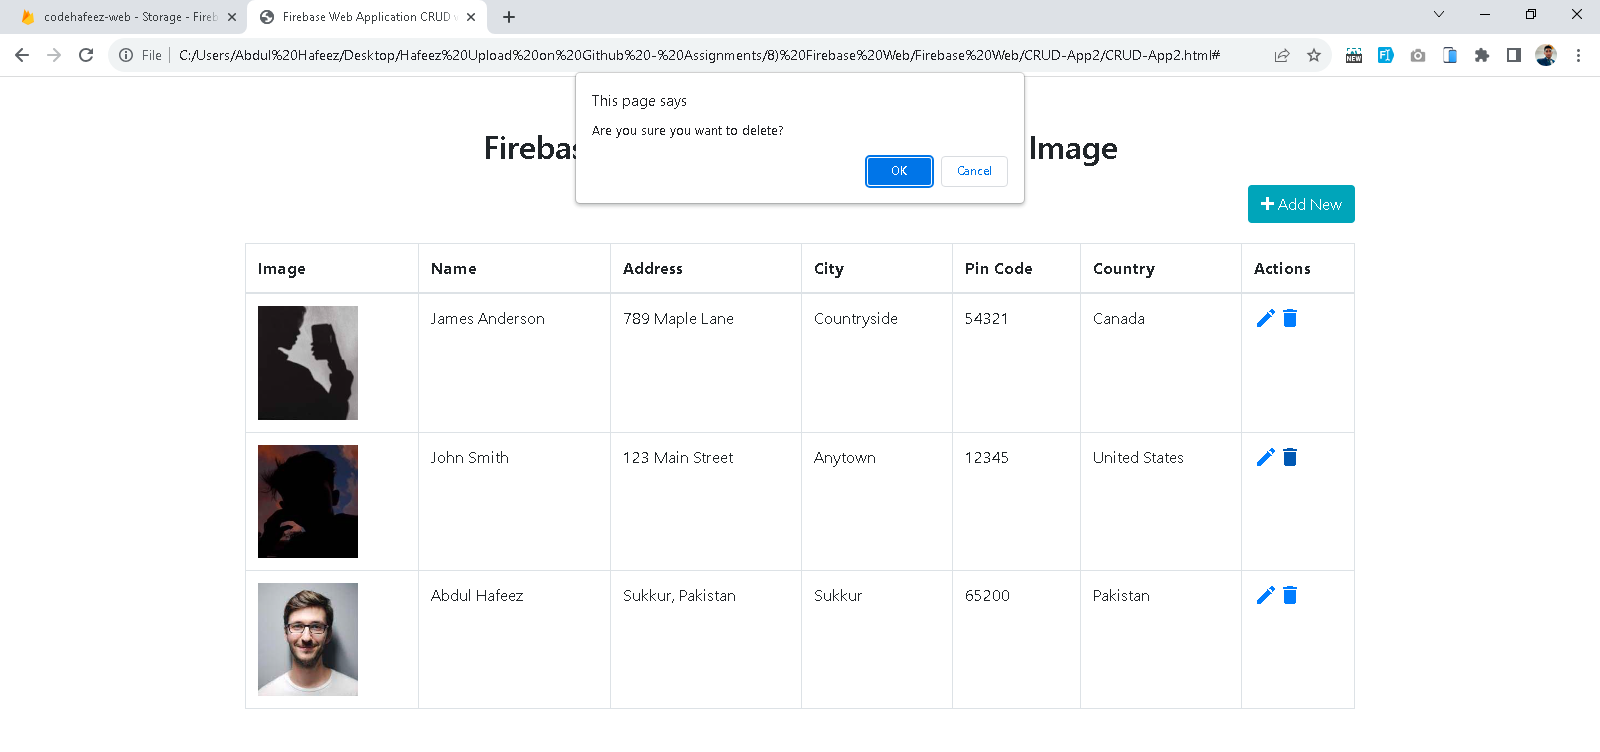 codehafeez-web - Storage - Fireb
Firebase Web Application CRUD
File
C:/Users/Abdul%20Hafeez/Desktop/Hafeez%20Upload%20on%20Github%20-%20Assignments/8)%20Firebase%20Web/Firebase%20Web/CRUD-App2/CRUD-App2.html#
NEW
This page says
Are you sure you want to delete?
OK Cancel
Firebas Image
Add New
Image Name Address City Pin Code Country Actions
James Anderson 789 Maple Lane Countryside 54321 Canada
John Smith 123 Main Street Anytown 12345 United States
Abdul Hafeez Sukkur, Pakistan Sukkur 65200 Pakistan